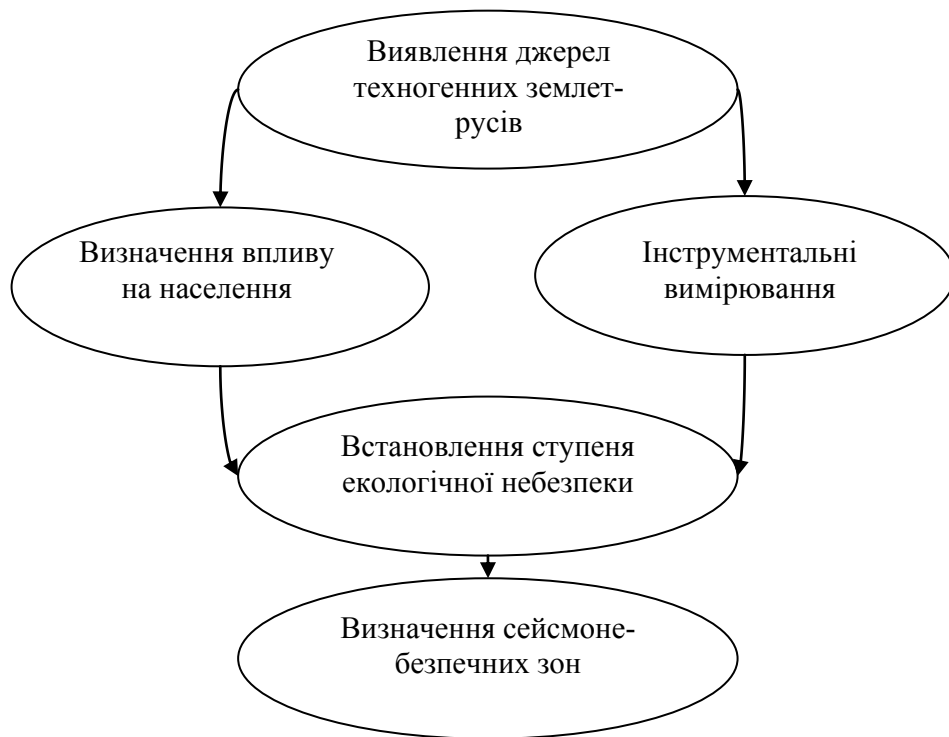 Виявлення джерел
техногенних землет-
русів
Визначення впливу
на населення
Інструментальні
вимірювання
Встановлення ступеня
екологічної небезпеки
Визначення сейсмоне-
безпечних зон